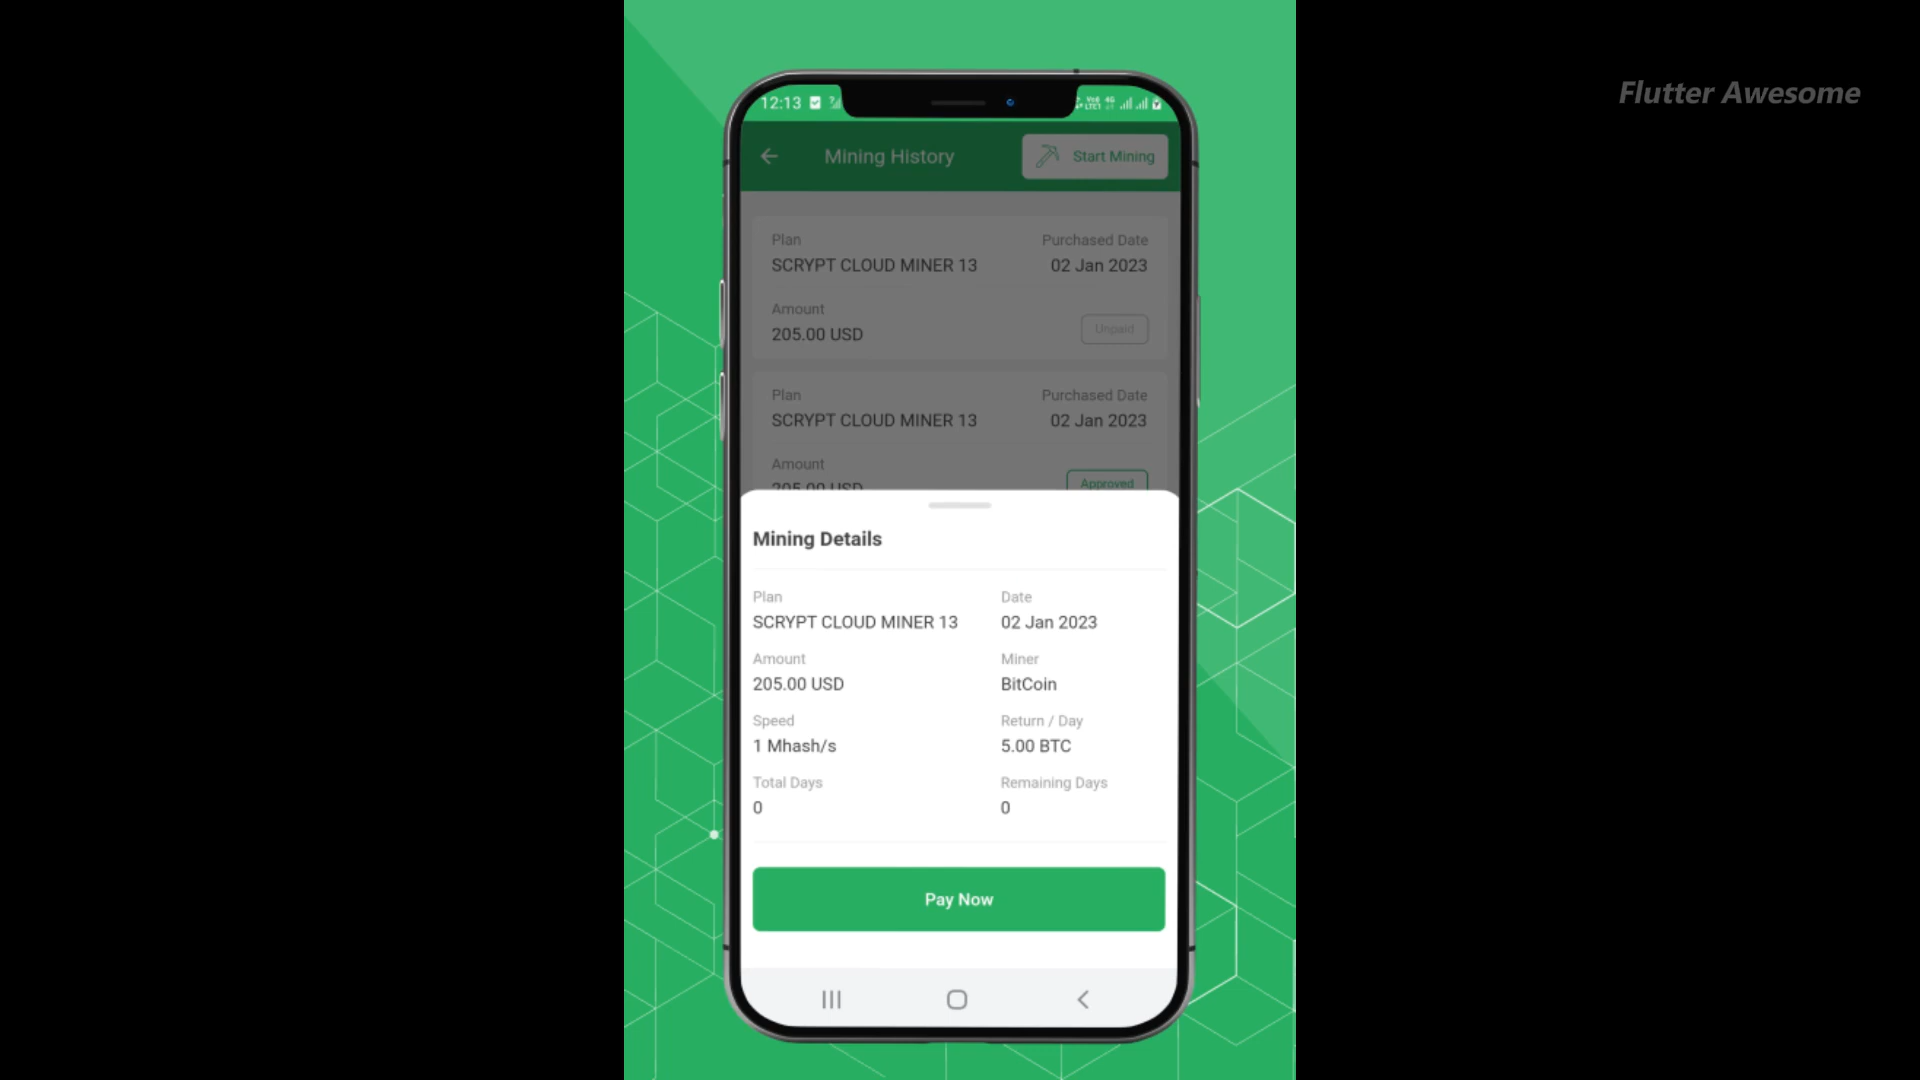 Flutter Awesome
12:13
Mining History
Start Mining
Plan
Purchased Date
SCRYPT CLOUD MINER 13
02 Jan 2023
Amount
205.00 USD
Unpaid
Plan
Purchased Date
SCRYPT CLOUD MINER 13
02 Jan 2023
Amount
205.00 USD
Approved
Mining Details
Plan
Date
SCRYPT CLOUD MINER 13
02 Jan 2023
Amount
Miner
205.00 USD
BitCoin
Speed
Return / Day
1 Mhash/s
5.00 BTC
Total Days
Remaining Days
0
0
Pay Now